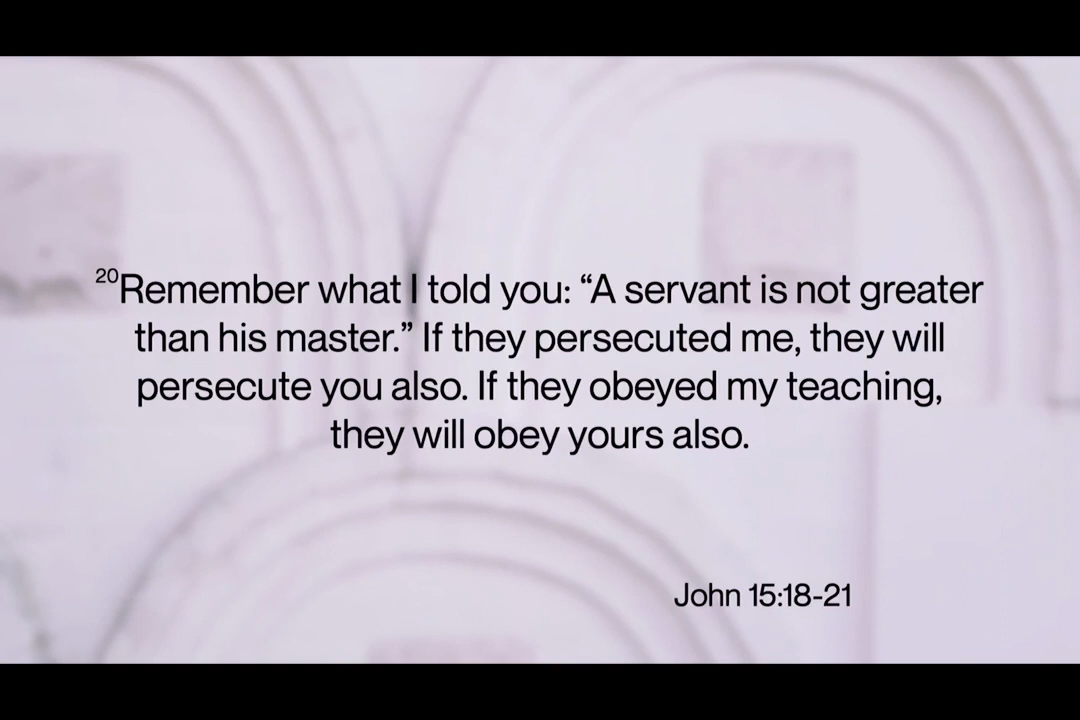 20Remember what I told you: “A servant is not greater
than his master.” If they persecuted me, they will
persecute you also. If they obeyed my teaching,
they will obey yours also.
John 15:18-21